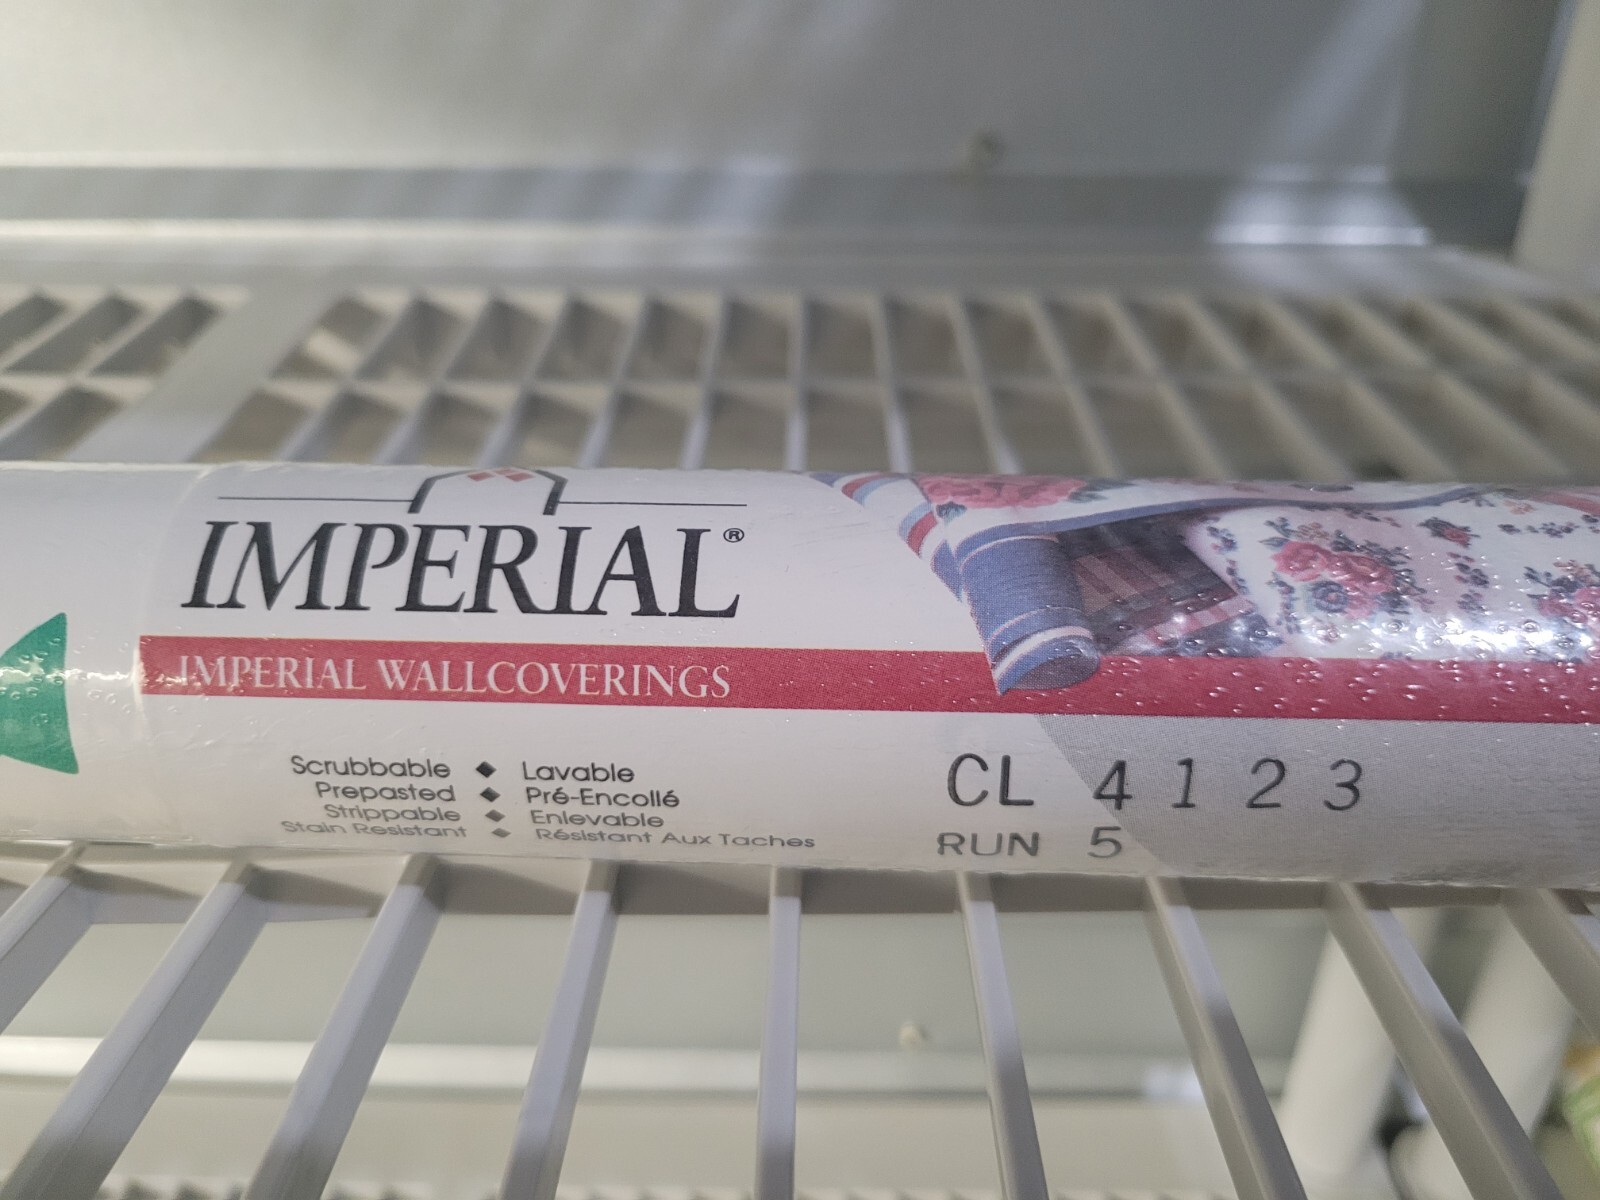 IMPERIAL®
IMPERIAL WALLCOVERINGS
Scrubbable ◆ Lavable
Prepasted ◆ Pré-Encollé
Strippable ◆ Enlevable
Stain Resistant ◆ Résistant Aux Taches
CL 4123
RUN 5